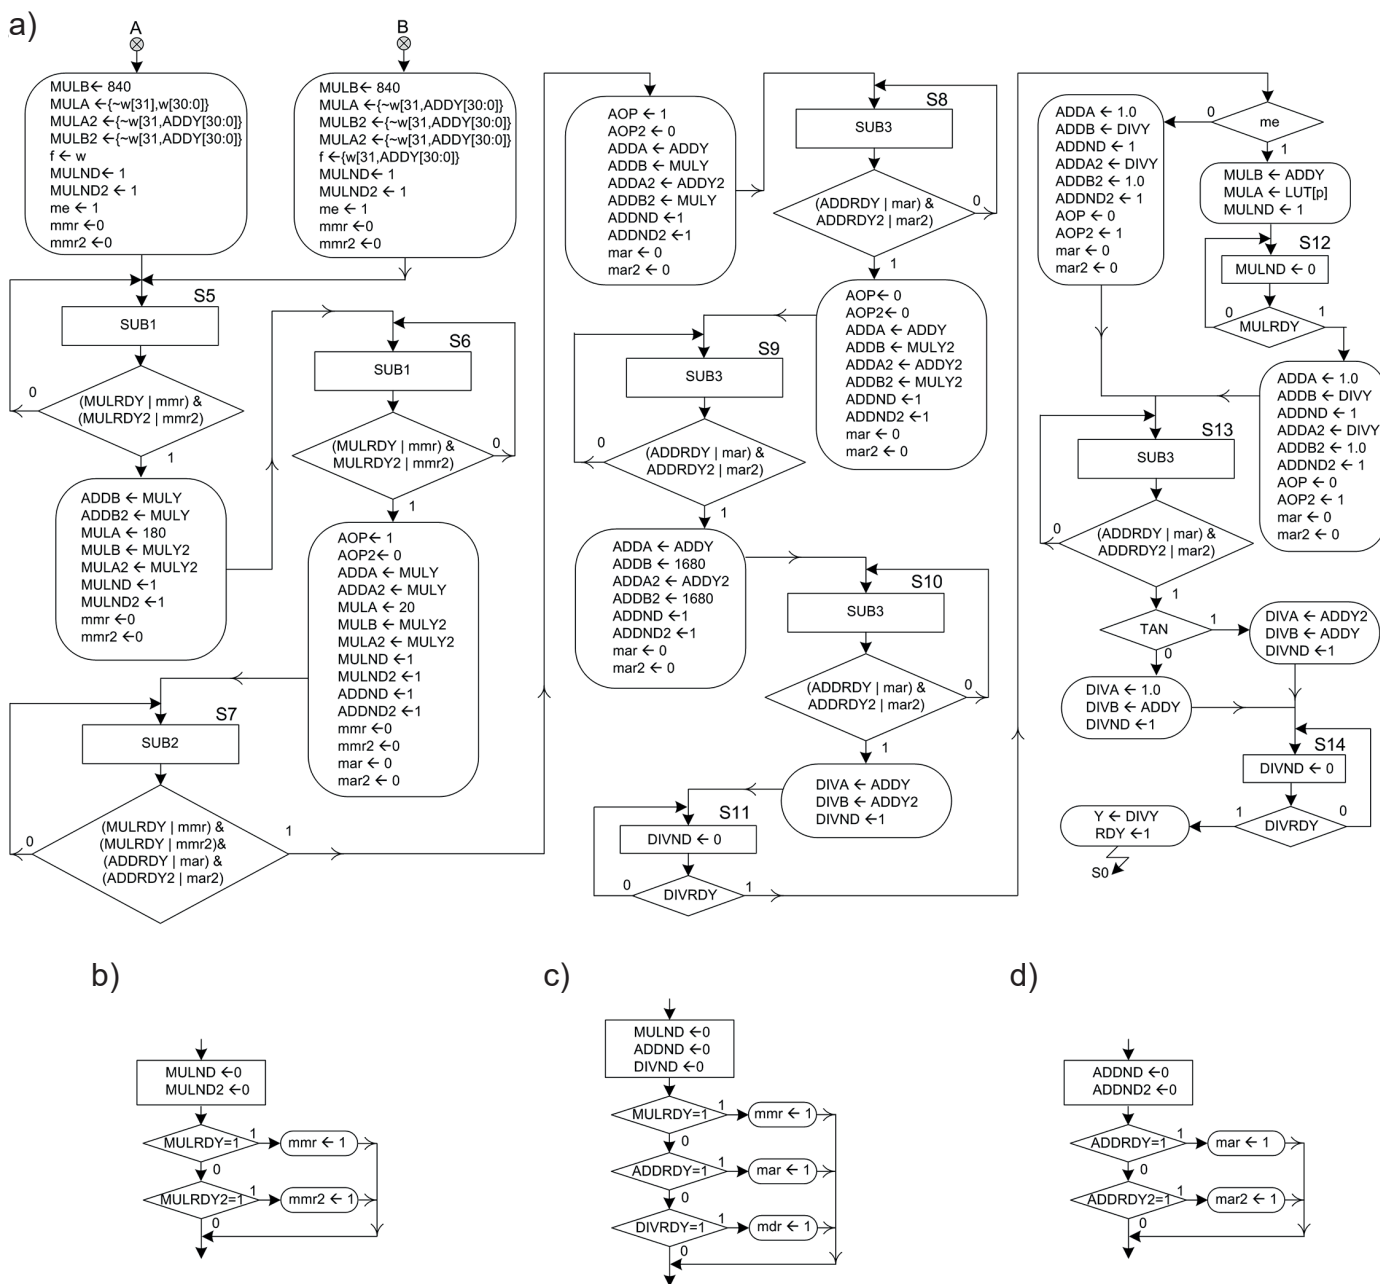 a)
A
MULB← 840
MULA ←{~w[31],w[30:0]}
MULA2 ←{~w[31,ADDY[30:0]}
MULB2 ←{~w[31,ADDY[30:0]}
f ← w
MULND← 1
MULND2 ← 1
me ← 1
mmr ←0
mmr2 ←0
B
MULB← 840
MULA ←{~w[31,ADDY[30:0]}
MULB2 ←{~w[31,ADDY[30:0]}
MULA2 ←{~w[31,ADDY[30:0]}
f ←{w[31,ADDY[30:0]}
MULND← 1
MULND2 ← 1
me ← 1
mmr ←0
mmr2 ←0
S5
SUB1
0
(MULRDY | mmr) &
(MULRDY2 | mmr2)
1
ADDB ← MULY
ADDB2 ← MULY
MULA ← 180
MULB ← MULY2
MULA2 ← MULY2
MULND ←1
MULND2 ←1
mmr ←0
mmr2 ←0
S6
SUB1
0
(MULRDY | mmr) &
MULRDY2 | mmr2)
1
AOP← 1
AOP2← 0
ADDA ← MULY
ADDA2 ← MULY
MULA ← 20
MULB ← MULY2
MULA2 ← MULY2
MULND ←1
MULND2 ←1
ADDND ←1
ADDND2 ←1
mmr ←0
mmr2 ←0
mar ← 0
mar2 ← 0
S7
SUB2
0
(MULRDY | mmr) &
(MULRDY | mmr2)&
(ADDRDY | mar) &
(ADDRDY2 | mar2)
1
AOP ← 1
AOP2 ← 0
ADDA ← ADDY
ADDB ← MULY
ADDA2 ← ADDY2
ADDB2 ← MULY
ADDND ←1
ADDND2 ←1
mar ← 0
mar2 ← 0
S8
SUB3
(ADDRDY | mar) &
ADDRDY2 | mar2)
0
1
AOP← 0
AOP2← 0
ADDA ← ADDY
ADDB ← MULY2
ADDA2 ← ADDY2
ADDB2 ← MULY2
ADDND ←1
ADDND2 ←1
mar ← 0
mar2 ← 0
S9
SUB3
0
(ADDRDY | mar) &
ADDRDY2 | mar2)
1
ADDA ← ADDY
ADDB ← 1680
ADDA2 ← ADDY2
ADDB2 ← 1680
ADDND ←1
ADDND2 ←1
mar ← 0
mar2 ← 0
S10
SUB3
(ADDRDY | mar) &
ADDRDY2 | mar2)
0
1
DIVA ← ADDY
DIVB ← ADDY2
DIVND ←1
S11
DIVND ← 0
0
DIVRDY
1
me
0
1
ADDA ← 1.0
ADDB ← DIVY
ADDND ← 1
ADDA2 ← DIVY
ADDB2 ← 1.0
ADDND2 ← 1
AOP ← 0
AOP2 ← 1
mar ← 0
mar2 ← 0
MULB ← ADDY
MULA ← LUT[p]
MULND ← 1
S12
MULND ← 0
0
1
MULRDY
ADDA ← 1.0
ADDB ← DIVY
ADDND ← 1
ADDA2 ← DIVY
ADDB2 ← 1.0
ADDND2 ← 1
AOP ← 0
AOP2 ← 1
mar ← 0
mar2 ← 0
S13
SUB3
0
(ADDRDY | mar) &
ADDRDY2 | mar2)
1
TAN
1
0
DIVA ← ADDY2
DIVB ← ADDY
DIVND ←1
DIVA ← 1.0
DIVB ← ADDY
DIVND ←1
S14
DIVND ← 0
1
DIVRDY
0
Y ← DIVY
RDY ←1
S0
b)
MULND ←0
MULND2 ←0
MULRDY=1
1
mmr ← 1
0
MULRDY2=1
1
mmr2 ← 1
0
c)
MULND ←0
ADDND ←0
DIVND ←0
MULRDY=1
1
mmr ← 1
0
ADDRDY=1
1
mar ← 1
0
DIVRDY=1
1
mdr ← 1
0
d)
ADDND ←0
ADDND2 ←0
ADDRDY=1
1
mar ← 1
0
ADDRDY2=1
1
mar2 ← 1
0